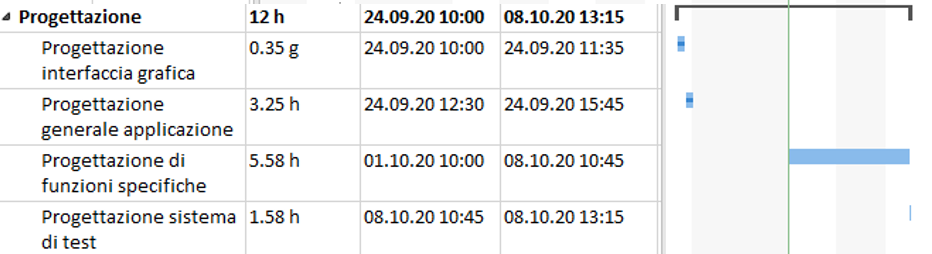 Progettazione 12 h 24.09.20 10:00 08.10.20 13:15
Progettazione 0.35 g 24.09.20 10:00 24.09.20 11:35
interfaccia grafica
Progettazione 3.25 h 24.09.20 12:30 24.09.20 15:45
generale applicazione
Progettazione di 5.58 h 01.10.20 10:00 08.10.20 10:45
funzioni specifiche
Progettazione sistema 1.58 h 08.10.20 10:45 08.10.20 13:15
di test